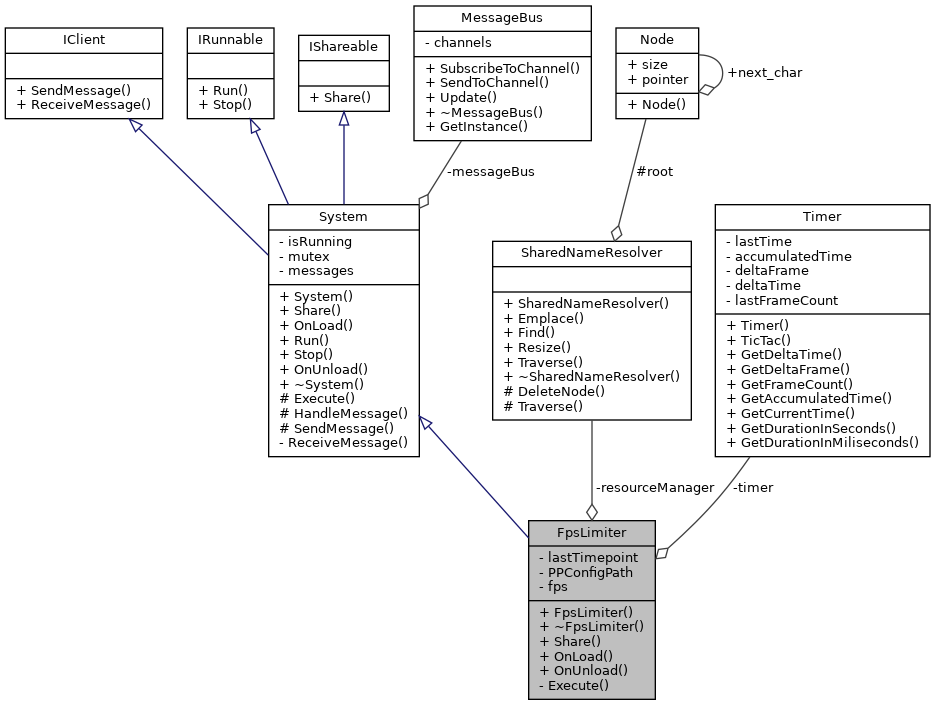 IClient
+ SendMessage()
+ ReceiveMessage()
IRunnable
+ Run()
+ Stop()
IShareable
+ Share()
MessageBus
- channels
+ SubscribeToChannel()
+ SendToChannel()
+ Update()
+ ~MessageBus()
+ GetInstance()
Node
+ size
+ pointer
+ Node()
+next_char
-messageBus
#root
System
- isRunning
- mutex
- messages
+ System()
+ Share()
+ OnLoad()
+ Run()
+ Stop()
+ OnUnload()
+ ~System()
# Execute()
# HandleMessage()
# SendMessage()
- ReceiveMessage()
SharedNameResolver
+ SharedNameResolver()
+ Emplace()
+ Find()
+ Resize()
+ Traverse()
+ ~SharedNameResolver()
# DeleteNode()
# Traverse()
Timer
- lastTime
- accumulatedTime
- deltaFrame
- deltaTime
- lastFrameCount
+ Timer()
+ TicTac()
+ GetDeltaTime()
+ GetDeltaFrame()
+ GetFrameCount()
+ GetAccumulatedTime()
+ GetCurrentTime()
+ GetDurationInSeconds()
+ GetDurationInMiliseconds()
-resourceManager
-timer
FpsLimiter
- lastTimepoint
- PPConfigPath
- fps
+ FpsLimiter()
+ ~FpsLimiter()
+ Share()
+ OnLoad()
+ OnUnload()
- Execute()